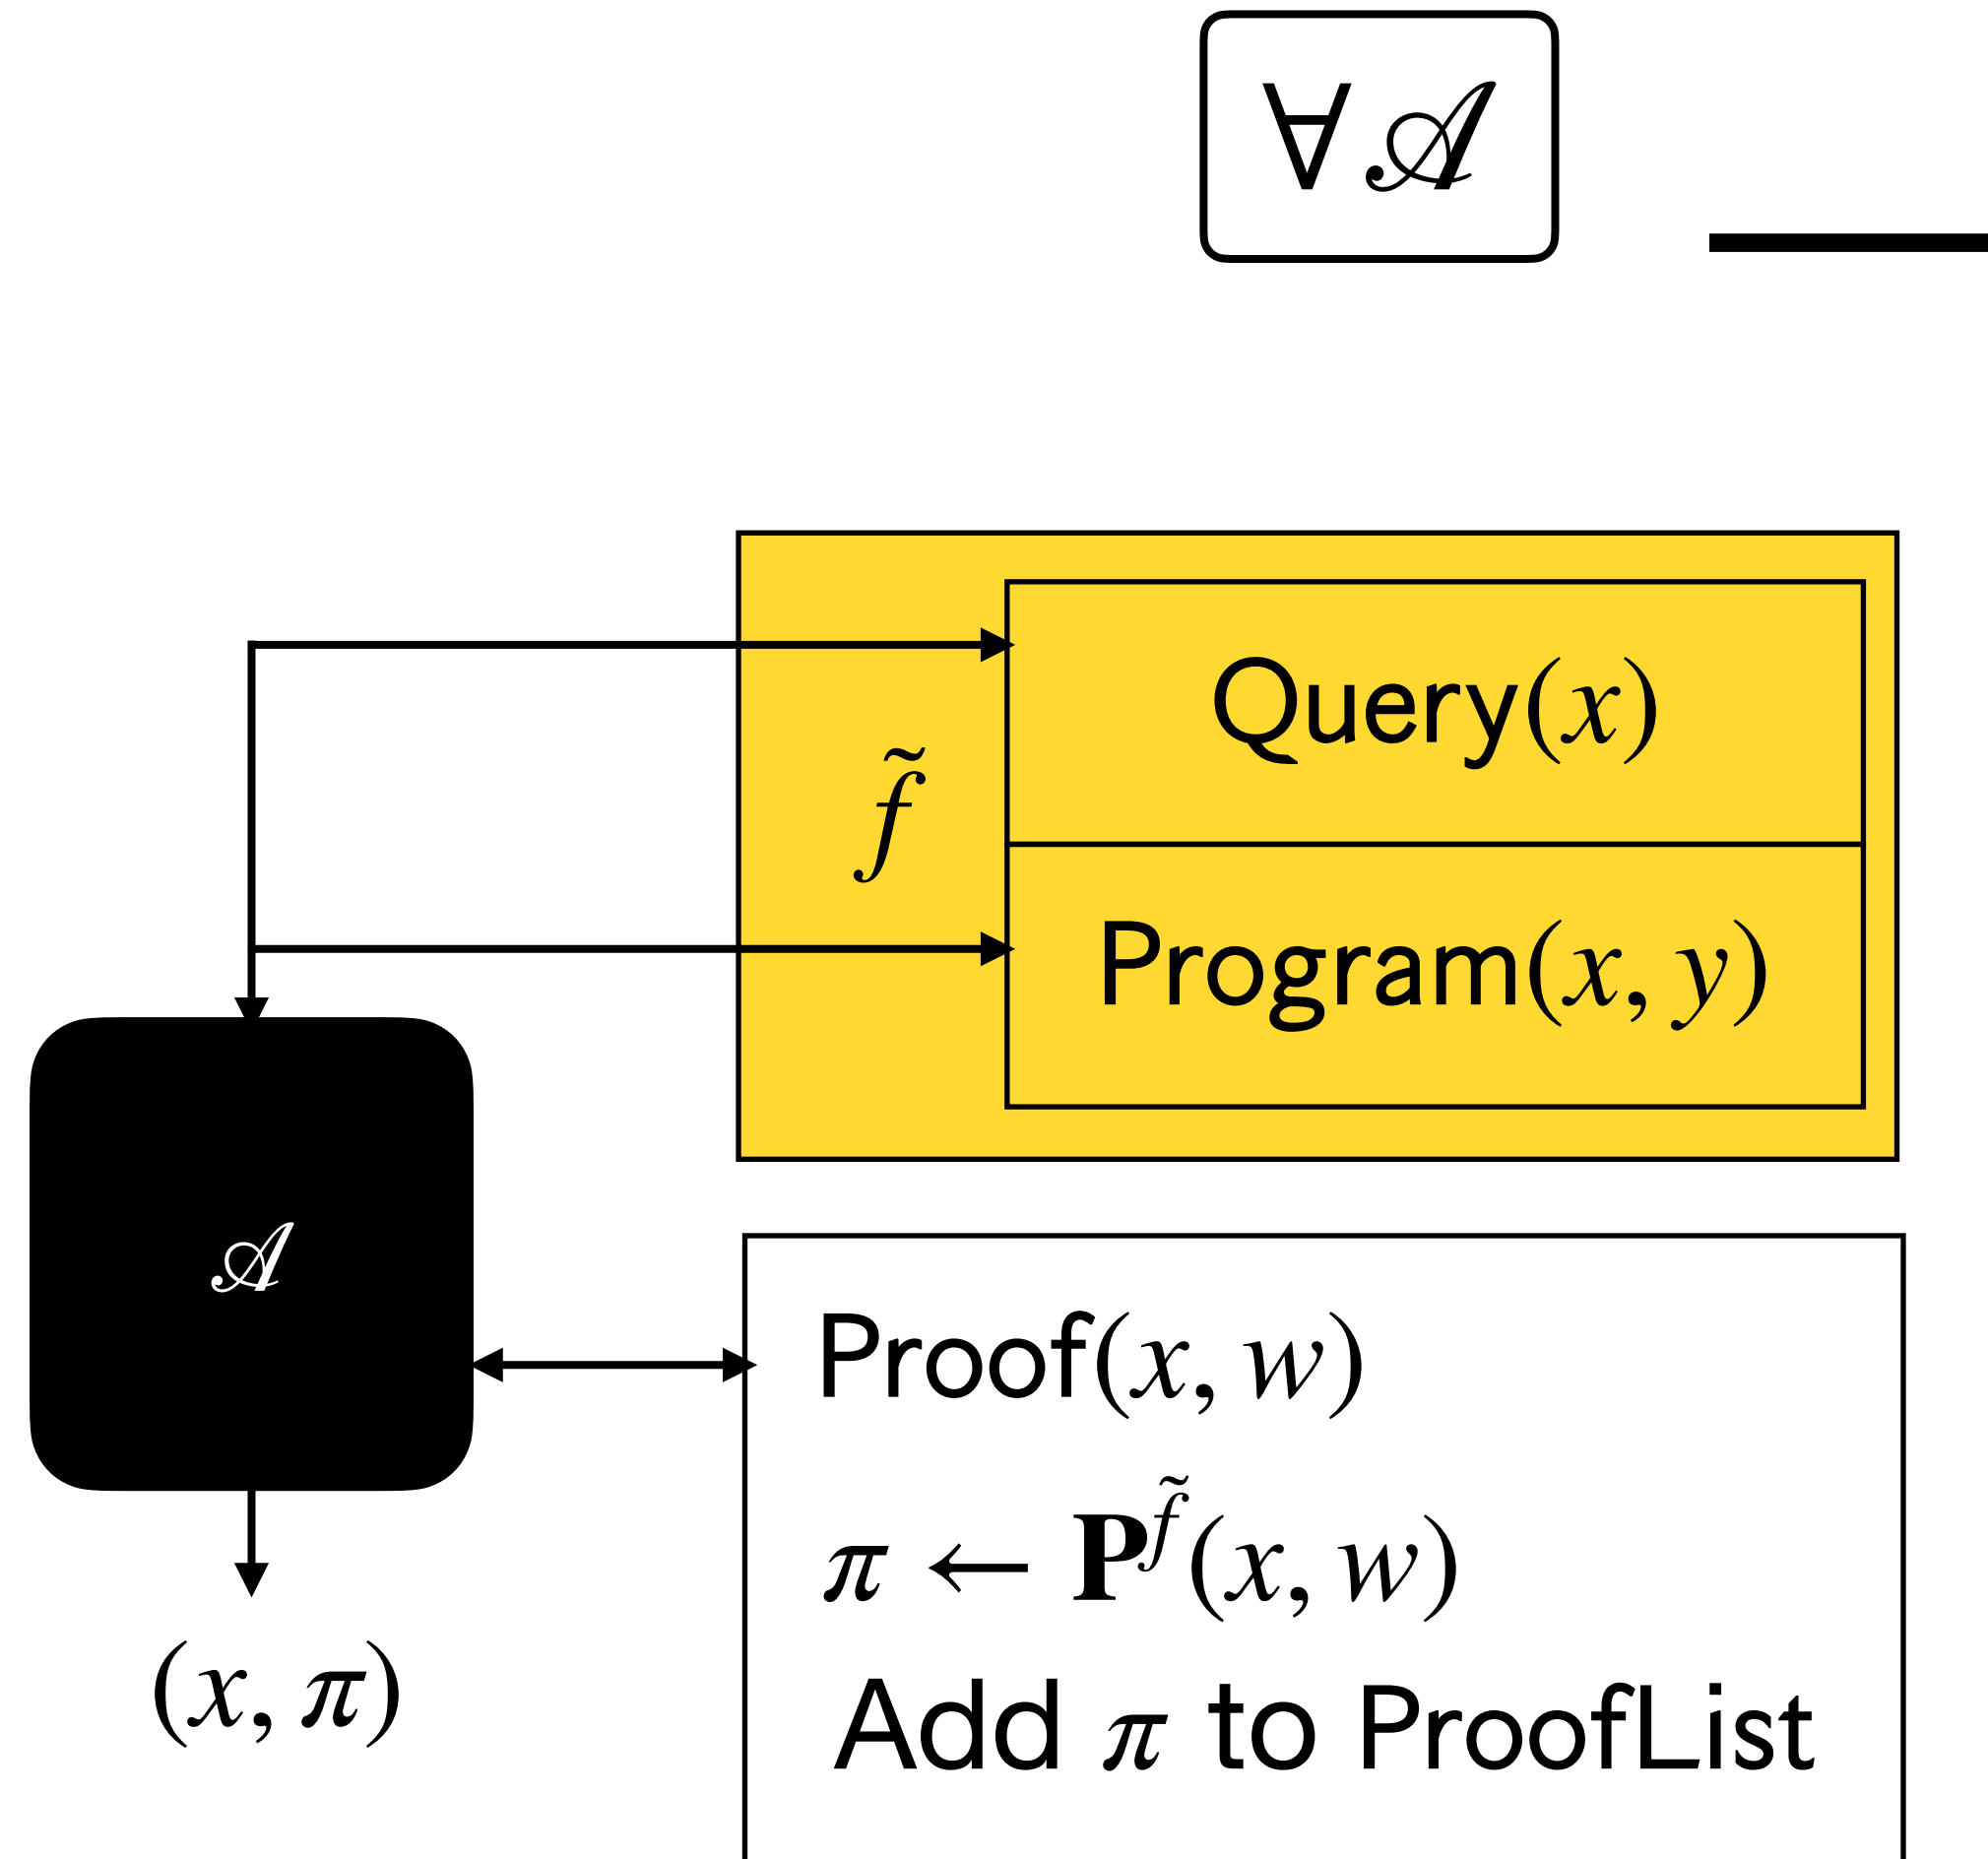 ∀𝒜
Query(x)
f̃
Program(x, y)
𝒜
Proof(x, w)
π ← P^f̃(x, w)
(x, π)
Add π to ProofList